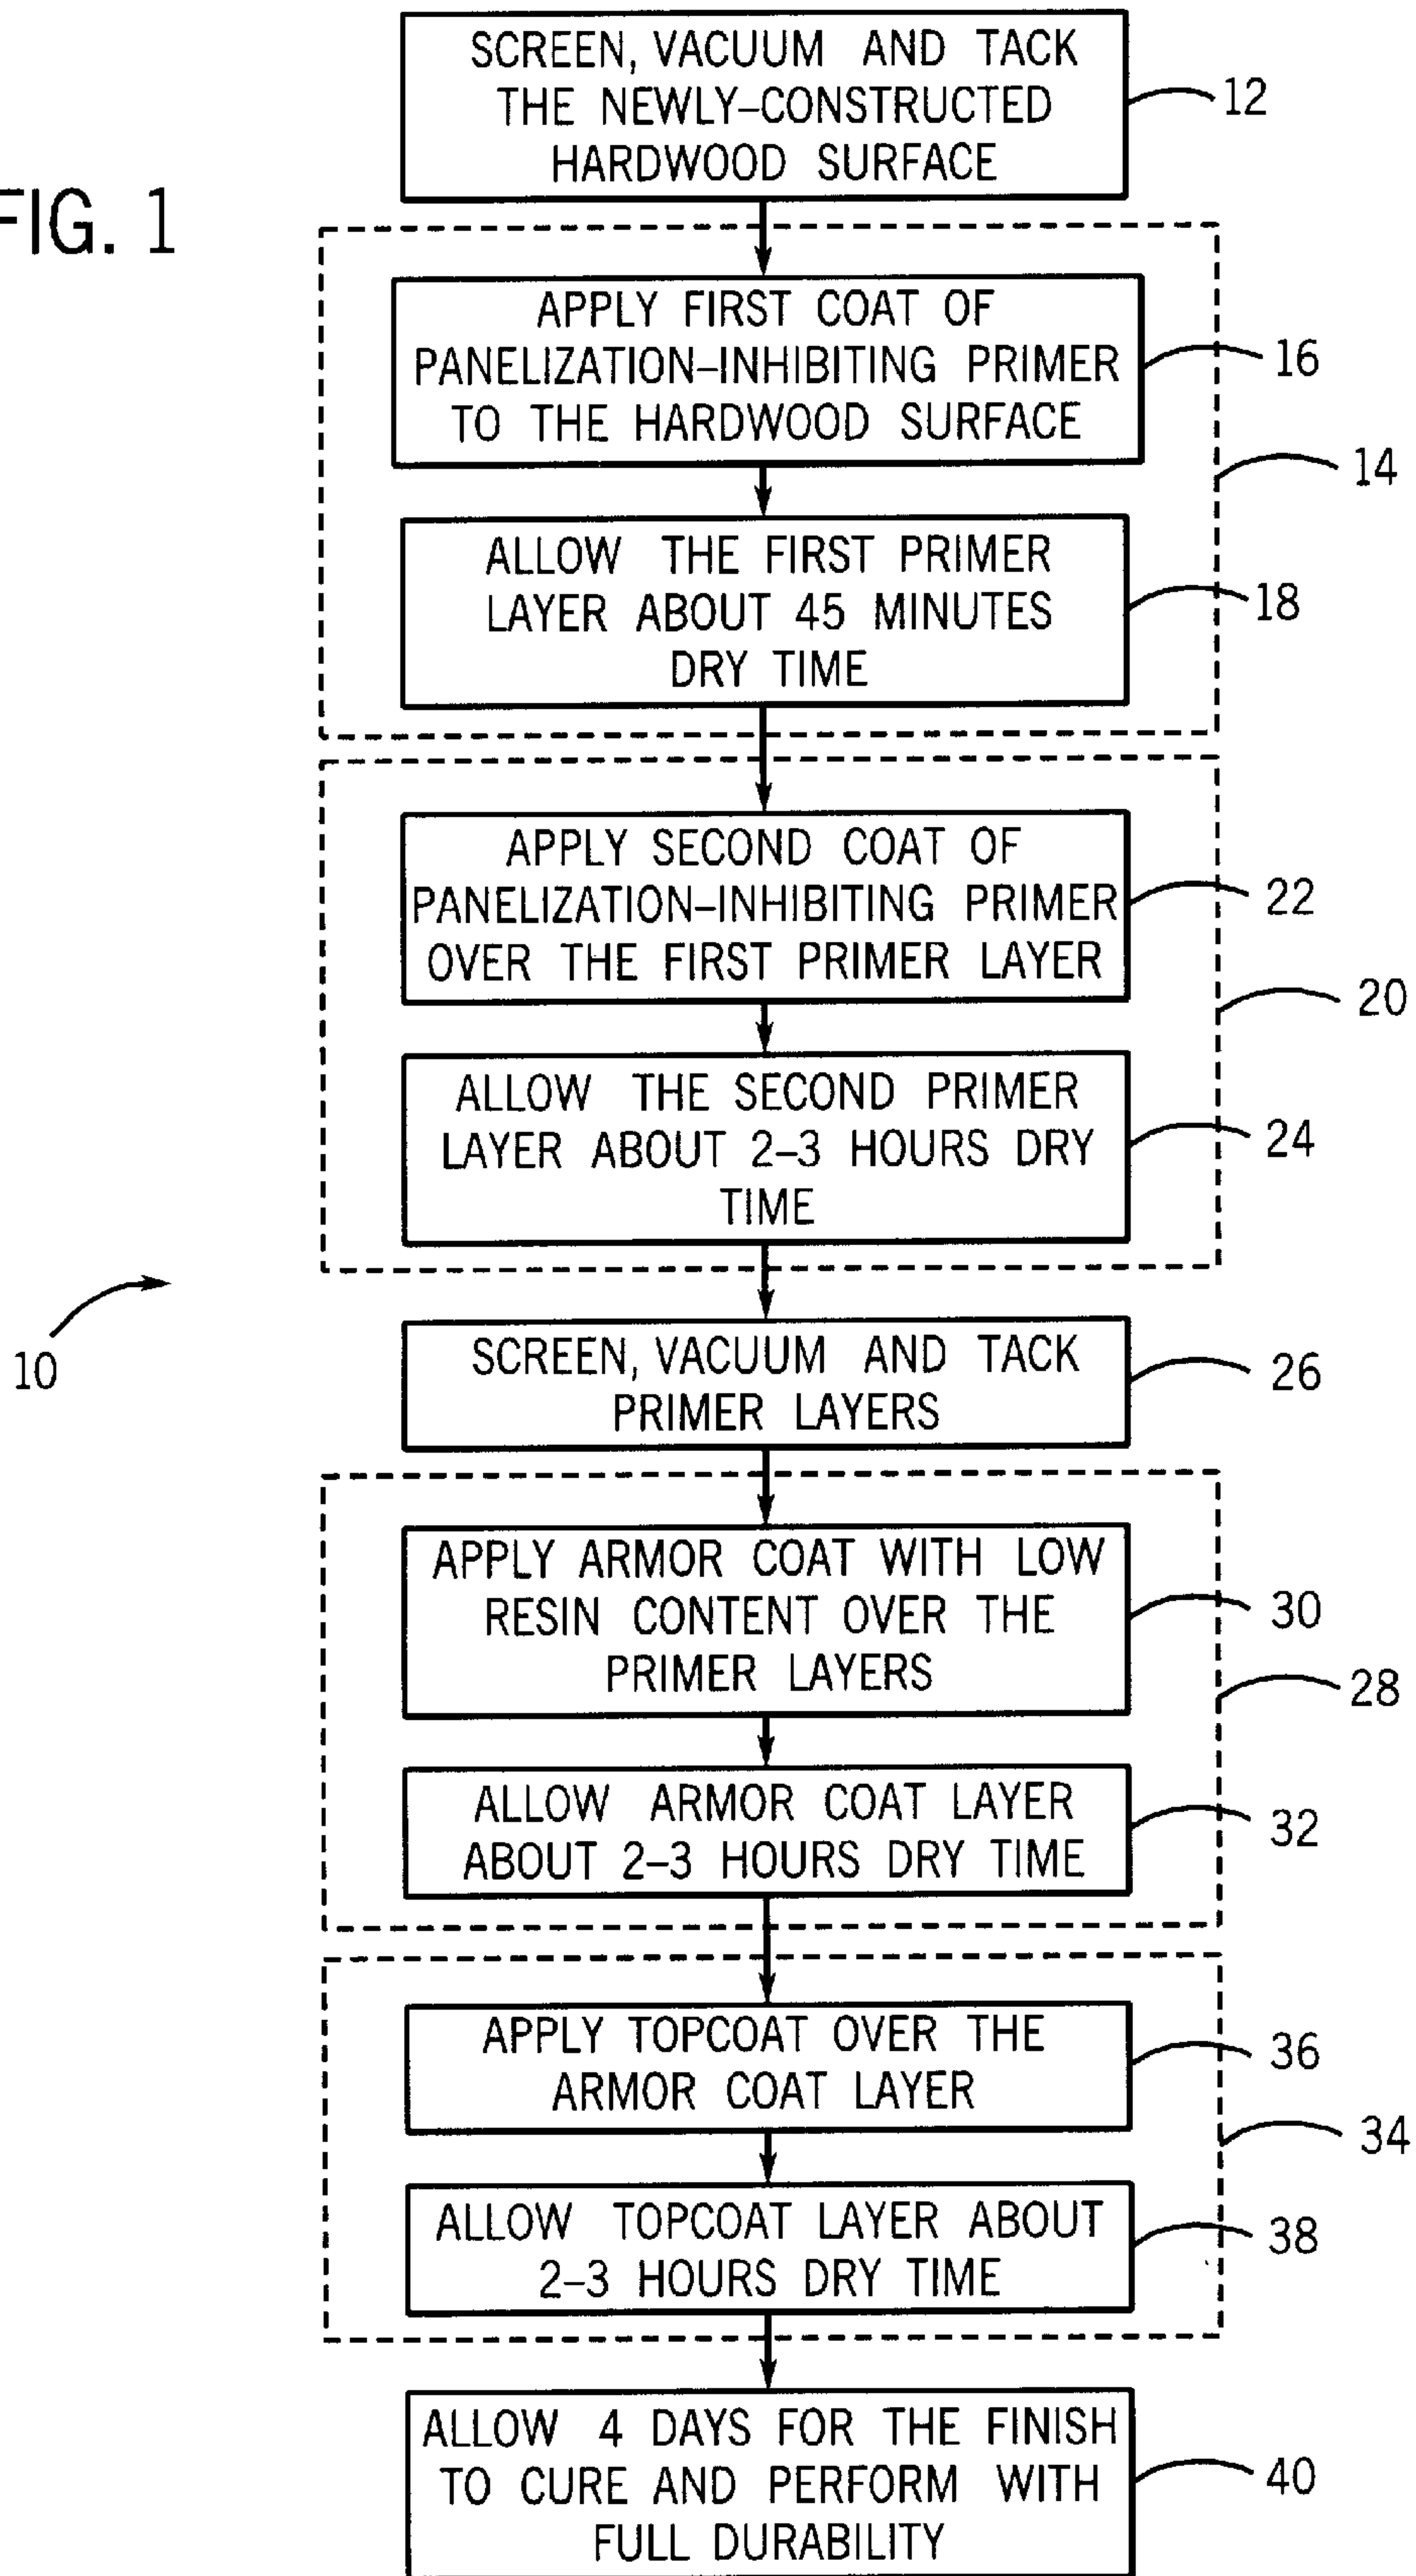 FIG. 1
SCREEN, VACUUM AND TACK
THE NEWLY-CONSTRUCTED
HARDWOOD SURFACE
12
APPLY FIRST COAT OF
PANELIZATION-INHIBITING PRIMER
TO THE HARDWOOD SURFACE
16
14
ALLOW THE FIRST PRIMER
LAYER ABOUT 45 MINUTES
DRY TIME
18
APPLY SECOND COAT OF
PANELIZATION-INHIBITING PRIMER
OVER THE FIRST PRIMER LAYER
22
20
ALLOW THE SECOND PRIMER
LAYER ABOUT 2-3 HOURS DRY
TIME
24
10
SCREEN, VACUUM AND TACK
PRIMER LAYERS
26
APPLY ARMOR COAT WITH LOW
RESIN CONTENT OVER THE
PRIMER LAYERS
30
28
ALLOW ARMOR COAT LAYER
ABOUT 2-3 HOURS DRY TIME
32
APPLY TOPCOAT OVER THE
ARMOR COAT LAYER
36
34
ALLOW TOPCOAT LAYER ABOUT
2-3 HOURS DRY TIME
38
ALLOW 4 DAYS FOR THE FINISH
TO CURE AND PERFORM WITH
FULL DURABILITY
40